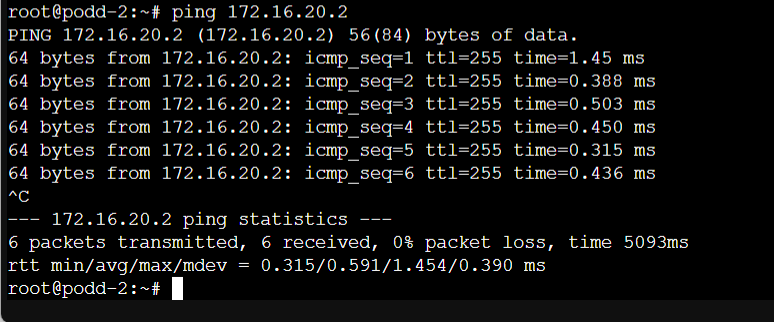 root@podd-2:~# ping 172.16.20.2
PING 172.16.20.2 (172.16.20.2) 56(84) bytes of data.
64 bytes from 172.16.20.2: icmp_seq=1 ttl=255 time=1.45 ms
64 bytes from 172.16.20.2: icmp_seq=2 ttl=255 time=0.388 ms
64 bytes from 172.16.20.2: icmp_seq=3 ttl=255 time=0.503 ms
64 bytes from 172.16.20.2: icmp_seq=4 ttl=255 time=0.450 ms
64 bytes from 172.16.20.2: icmp_seq=5 ttl=255 time=0.315 ms
64 bytes from 172.16.20.2: icmp_seq=6 ttl=255 time=0.436 ms
^C
--- 172.16.20.2 ping statistics ---
6 packets transmitted, 6 received, 0% packet loss, time 5093ms
rtt min/avg/max/mdev = 0.315/0.591/1.454/0.390 ms
root@podd-2:~#